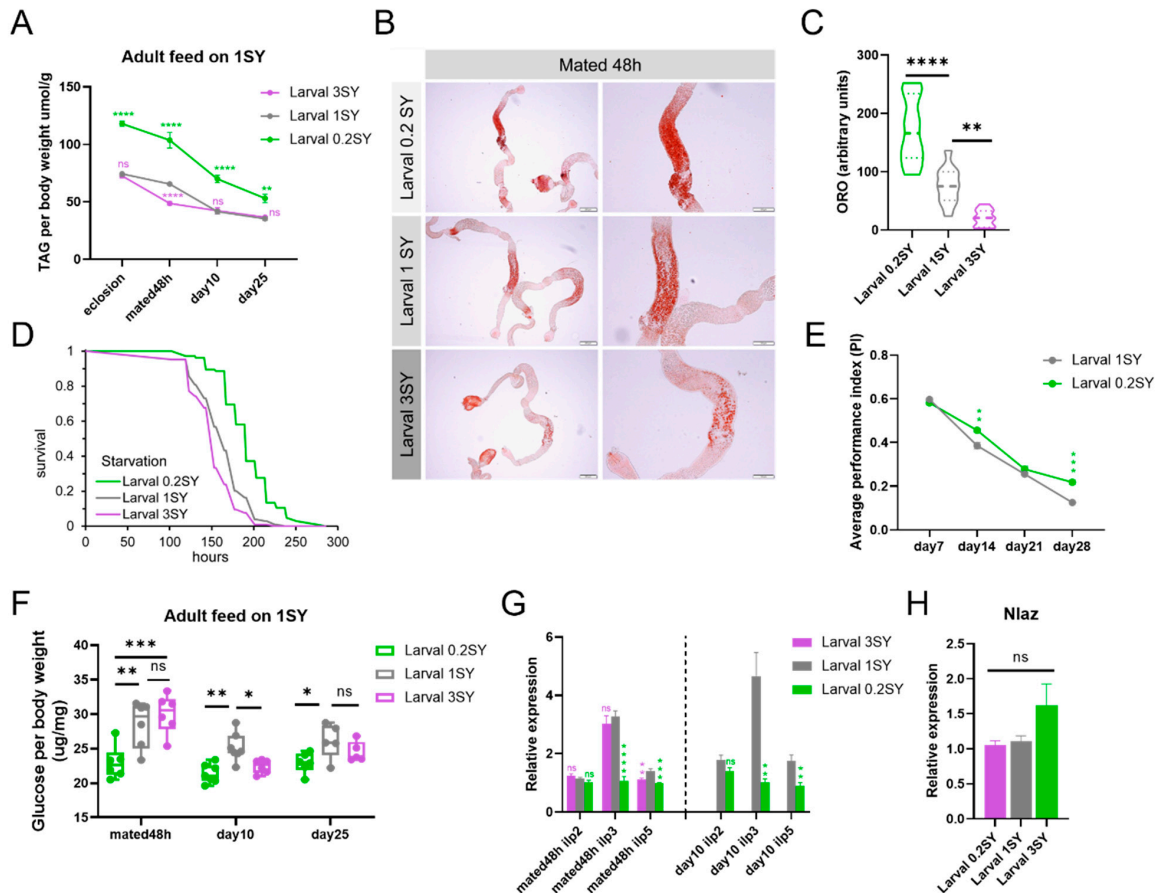 A
Adult feed on 1SY
TAG per body weight umol/g
150
100
50
0
Larval 3SY
Larval 1SY
Larval 0.2SY
****
****
****
**
ns
****
ns
ns
eclosion
mated48h
day10
day25
B
Mated 48h
Larval 0.2 SY
Larval 1 SY
Larval 3SY
C
ORO (arbitrary units)
300
200
100
0
****
**
Larval 0.2SY
Larval 1SY
Larval 3SY
D
survival
1
0.8
0.6
0.4
0.2
0
Starvation
Larval 0.2SY
Larval 1SY
Larval 3SY
0
50
100
150
200
250
300
hours
E
Average performance index (PI)
0.8
0.6
0.4
0.2
0.0
Larval 1SY
Larval 0.2SY
**
***
day7
day14
day21
day28
F
Adult feed on 1SY
Glucose per body weight
(ug/mg)
40
35
30
25
20
15
***
**
ns
**
*
*
ns
Larval 0.2SY
Larval 1SY
Larval 3SY
mated48h
day10
day25
G
Relative expression
6
4
2
0
Larval 3SY
Larval 1SY
Larval 0.2SY
ns
ns
ns
****
**
***
ns
**
**
mated48h ilp2
mated48h ilp3
mated48h ilp5
day10 ilp2
day10 ilp3
day10 ilp5
H
Nlaz
Relative expression
2.5
2.0
1.5
1.0
0.5
0.0
ns
Larval 0.2SY
Larval 1SY
Larval 3SY